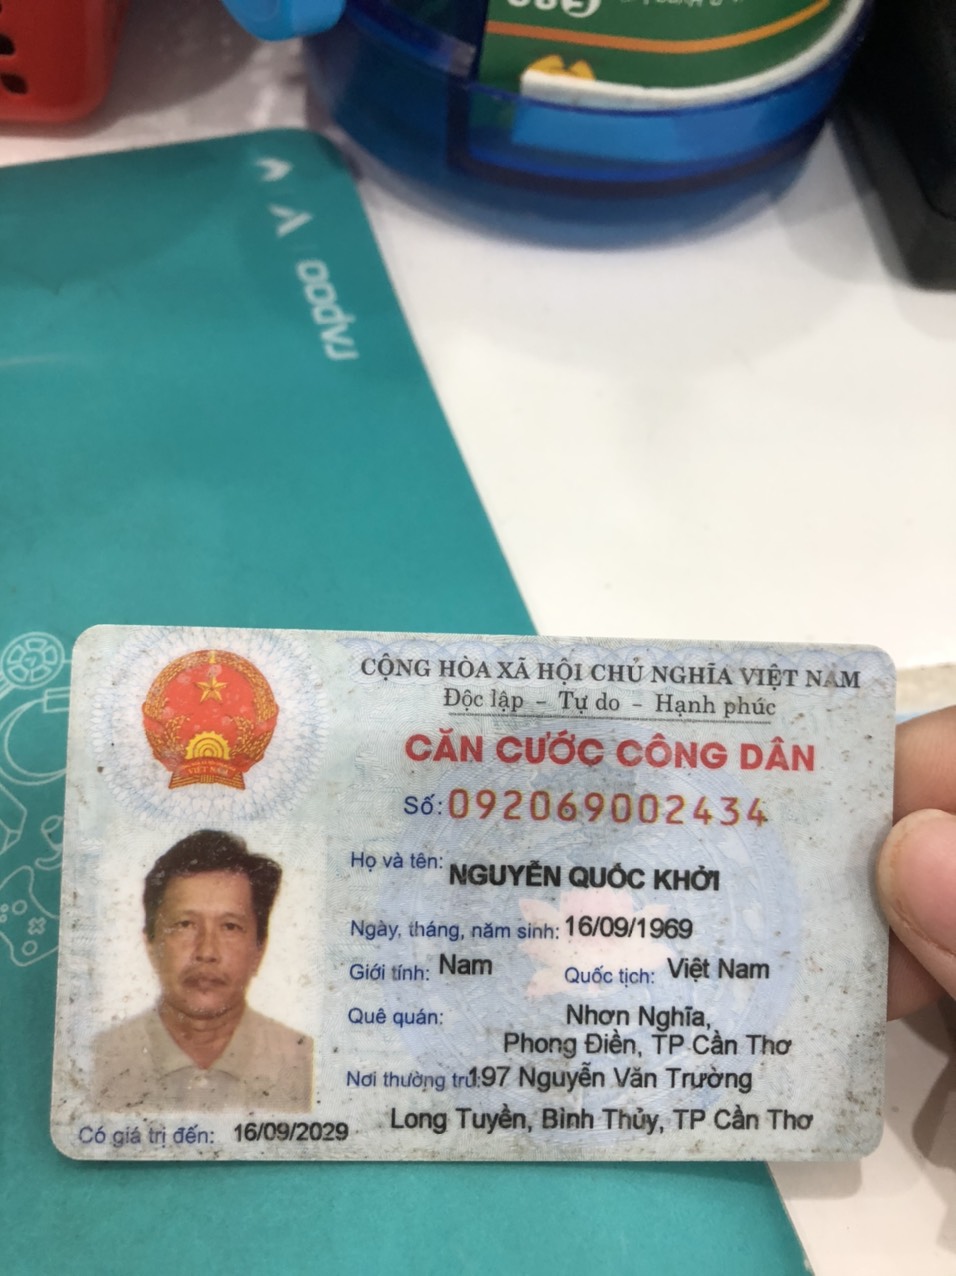 rapoo
CỘNG HÒA XÃ HỘI CHỦ NGHĨA VIỆT NAM
Độc lập - Tự do - Hạnh phúc
CĂN CƯỚC CÔNG DÂN
Số: 092069002434
Họ và tên: NGUYỄN QUỐC KHỞI
Ngày, tháng, năm sinh: 16/09/1969
Giới tính: Nam Quốc tịch: Việt Nam
Quê quán: Nhơn Nghĩa,
Phong Điền, TP Cần Thơ
Nơi thường trú: 197 Nguyễn Văn Trường
Long Tuyền, Bình Thủy, TP Cần Thơ
Có giá trị đến: 16/09/2029
VIỆT NAM